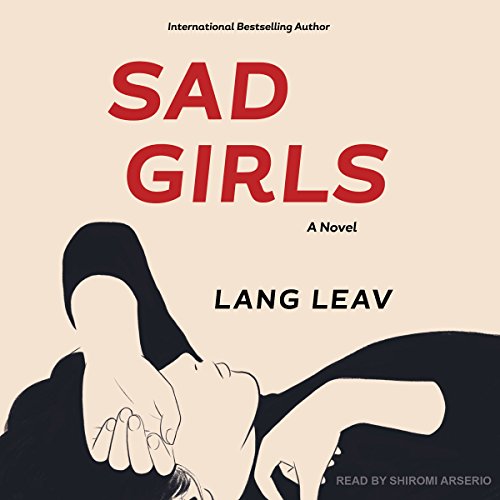 International Bestselling Author
SAD
GIRLS
A Novel
LANG LEAV
READ BY SHIROMI ARSERIO